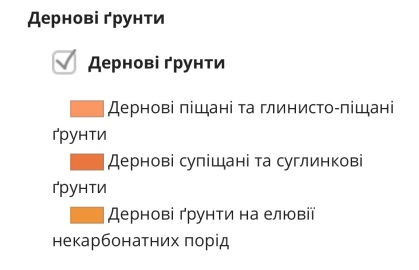 Дернові ґрунти
Дернові ґрунти
Дернові піщані та глинисто-піщані
ґрунти
Дернові супіщані та суглинкові
ґрунти
Дернові ґрунти на елювії
некарбонатних порід